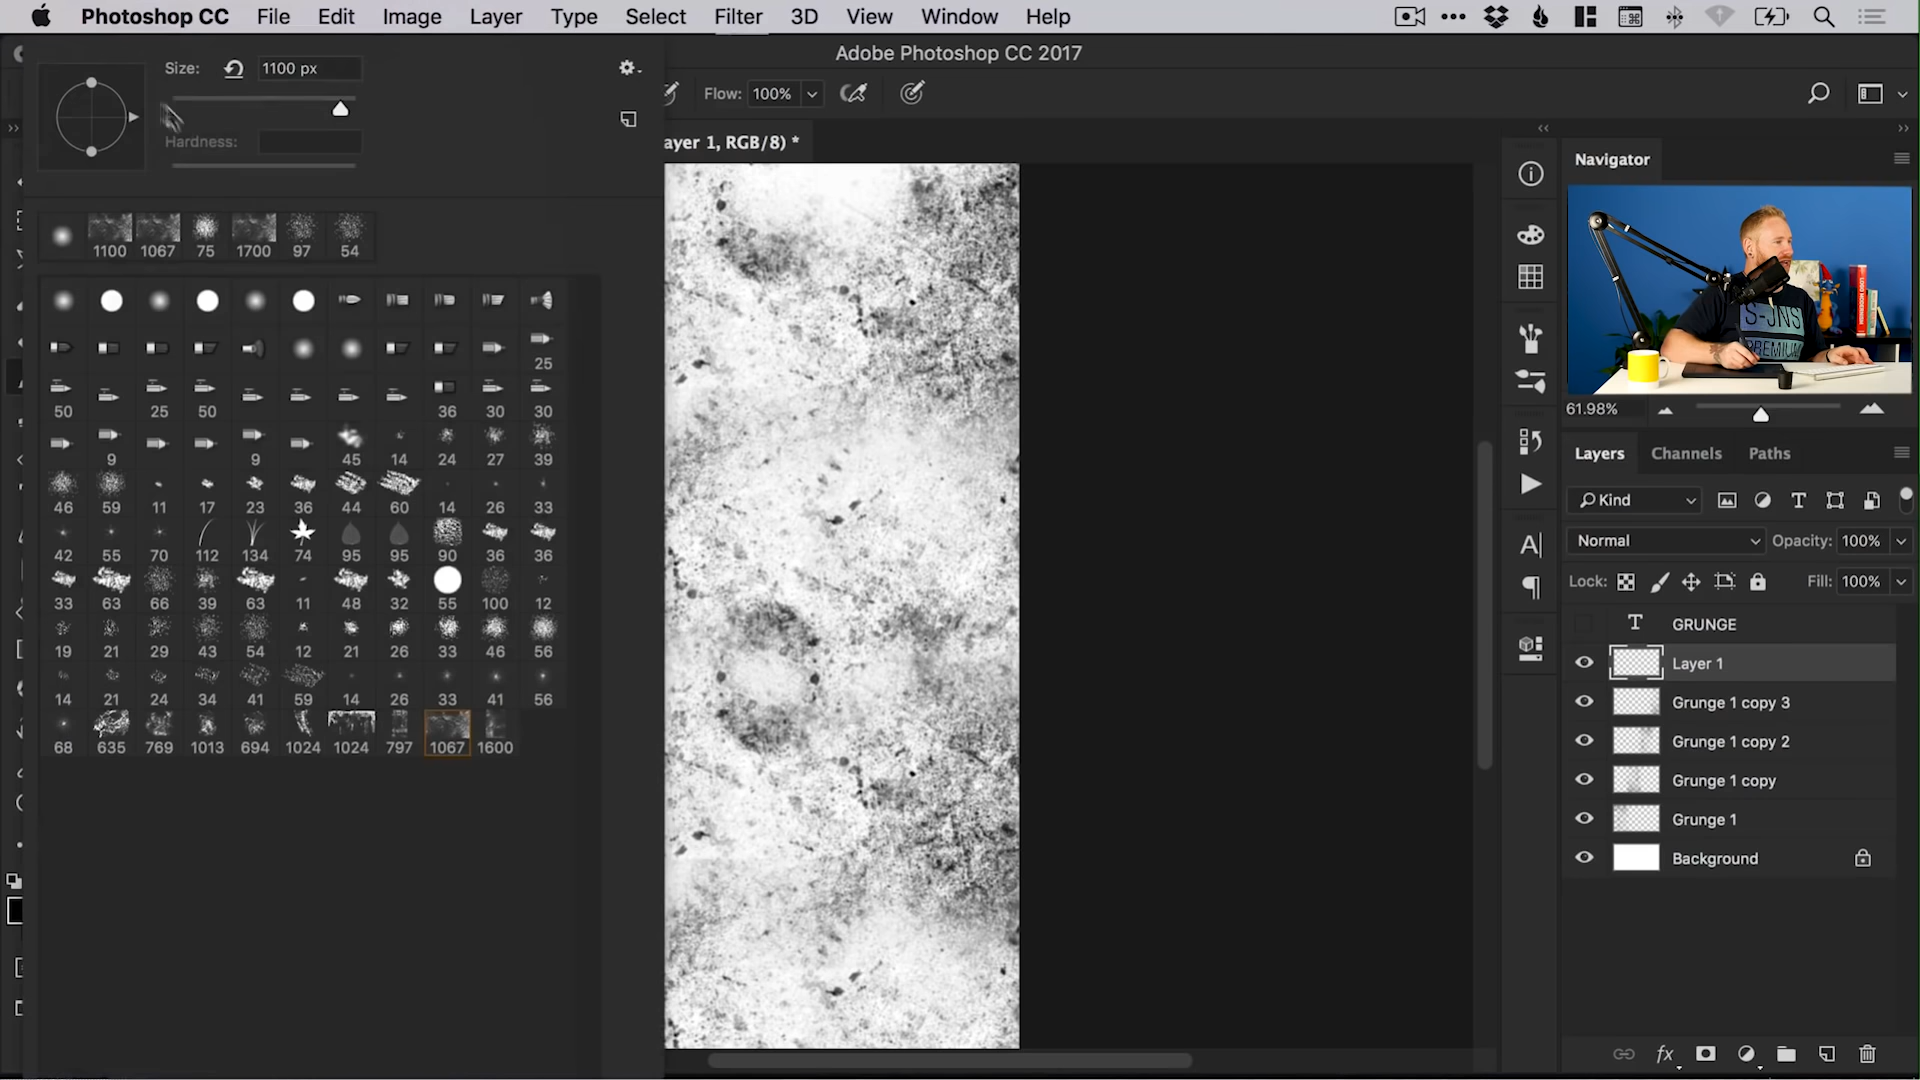 Photoshop CC File Edit Image Layer Type Select Filter 3D View Window Help
Adobe Photoshop CC 2017
Size: 1100 px
Hardness:
Flow: 100%
ayer 1, RGB/8) *
1100 1067 75 1700 97 54
25
50 25 50 36 30 30
9 9 45 14 24 27 39
46 59 11 17 23 36 44 60 14 26 33
42 55 70 112 134 74 95 95 90 36 36
33 63 66 39 63 11 48 32 55 100 12
19 21 29 43 54 12 21 26 33 46 56
14 21 24 34 41 59 14 26 33 41 56
68 635 769 1013 694 1024 1024 797 1067 1600
Navigator
S-JNS
PREMIUM
61.98%
Layers Channels Paths
Kind
Normal Opacity: 100%
Lock: Fill: 100%
T GRUNGE
Layer 1
Grunge 1 copy 3
Grunge 1 copy 2
Grunge 1 copy
Grunge 1
Background
fx